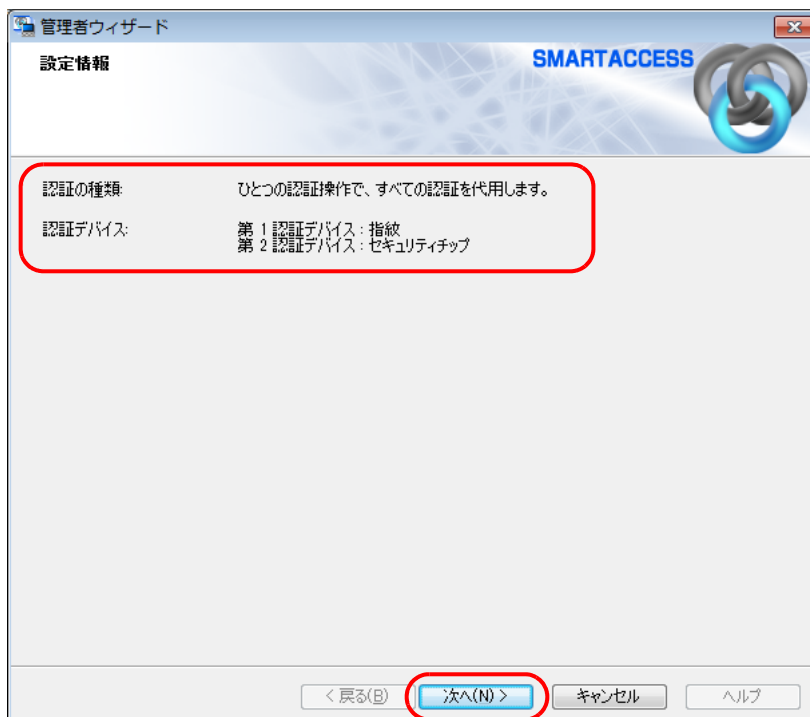 管理者ウィザード
設定情報
SMARTACCESS
認証の種類: ひとつの認証操作で、すべての認証を代用します。
認証デバイス: 第 1 認証デバイス : 指紋
第 2 認証デバイス : セキュリティチップ
< 戻る(B) 次へ(N) > キャンセル ヘルプ